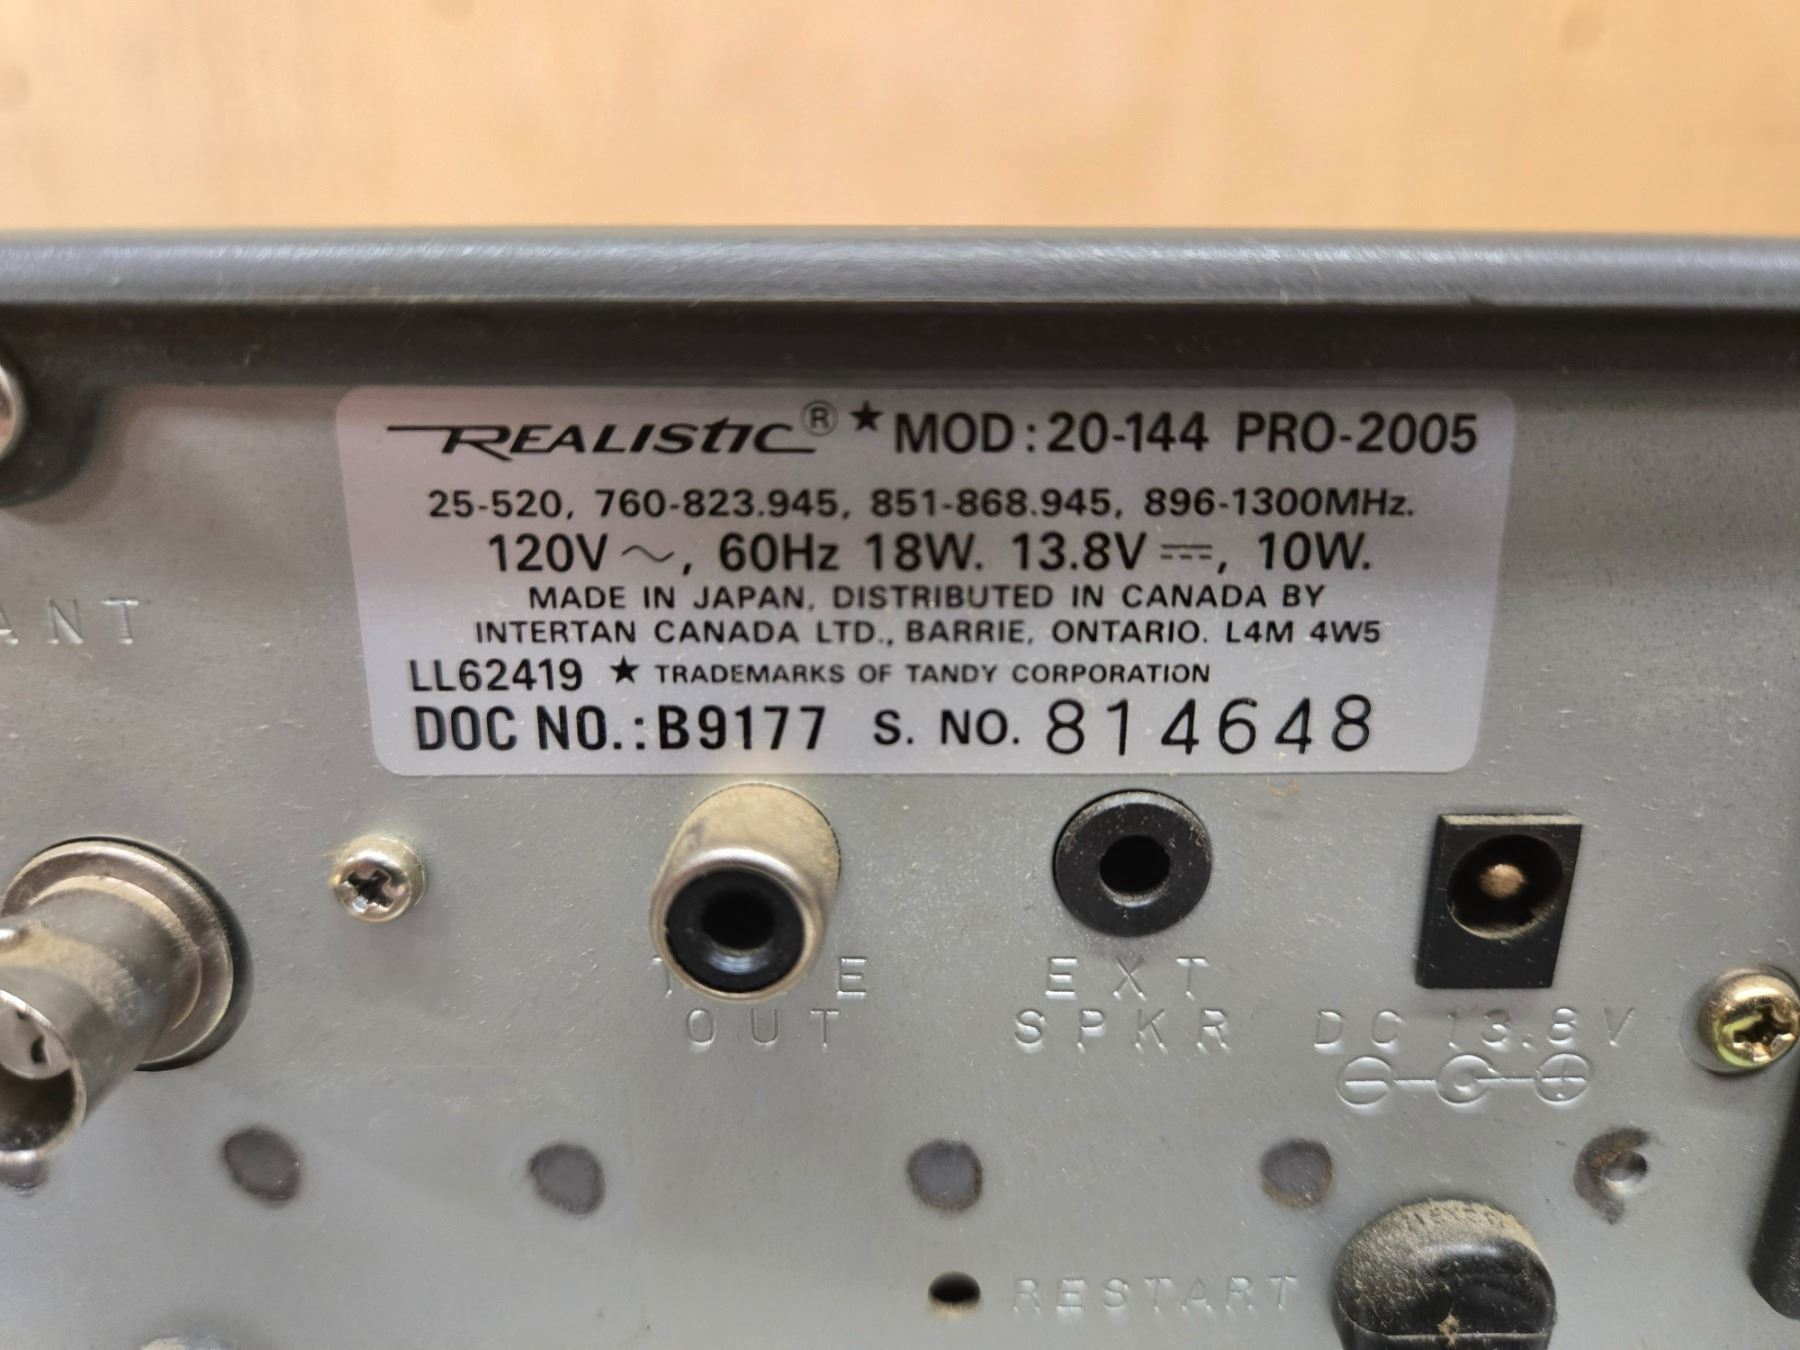 REALISTIC® ★ MOD: 20-144 PRO-2005
25-520, 760-823.945, 851-868.945, 896-1300MHz.
120V ~, 60Hz 18W. 13.8V ⎓, 10W.
MADE IN JAPAN, DISTRIBUTED IN CANADA BY
INTERTAN CANADA LTD., BARRIE, ONTARIO. L4M 4W5
LL62419 ★ TRADEMARKS OF TANDY CORPORATION
DOC NO.: B9177 S. NO. 814648
ANT
OUT
EXT
SPKR
DC 13.8V
RESTART